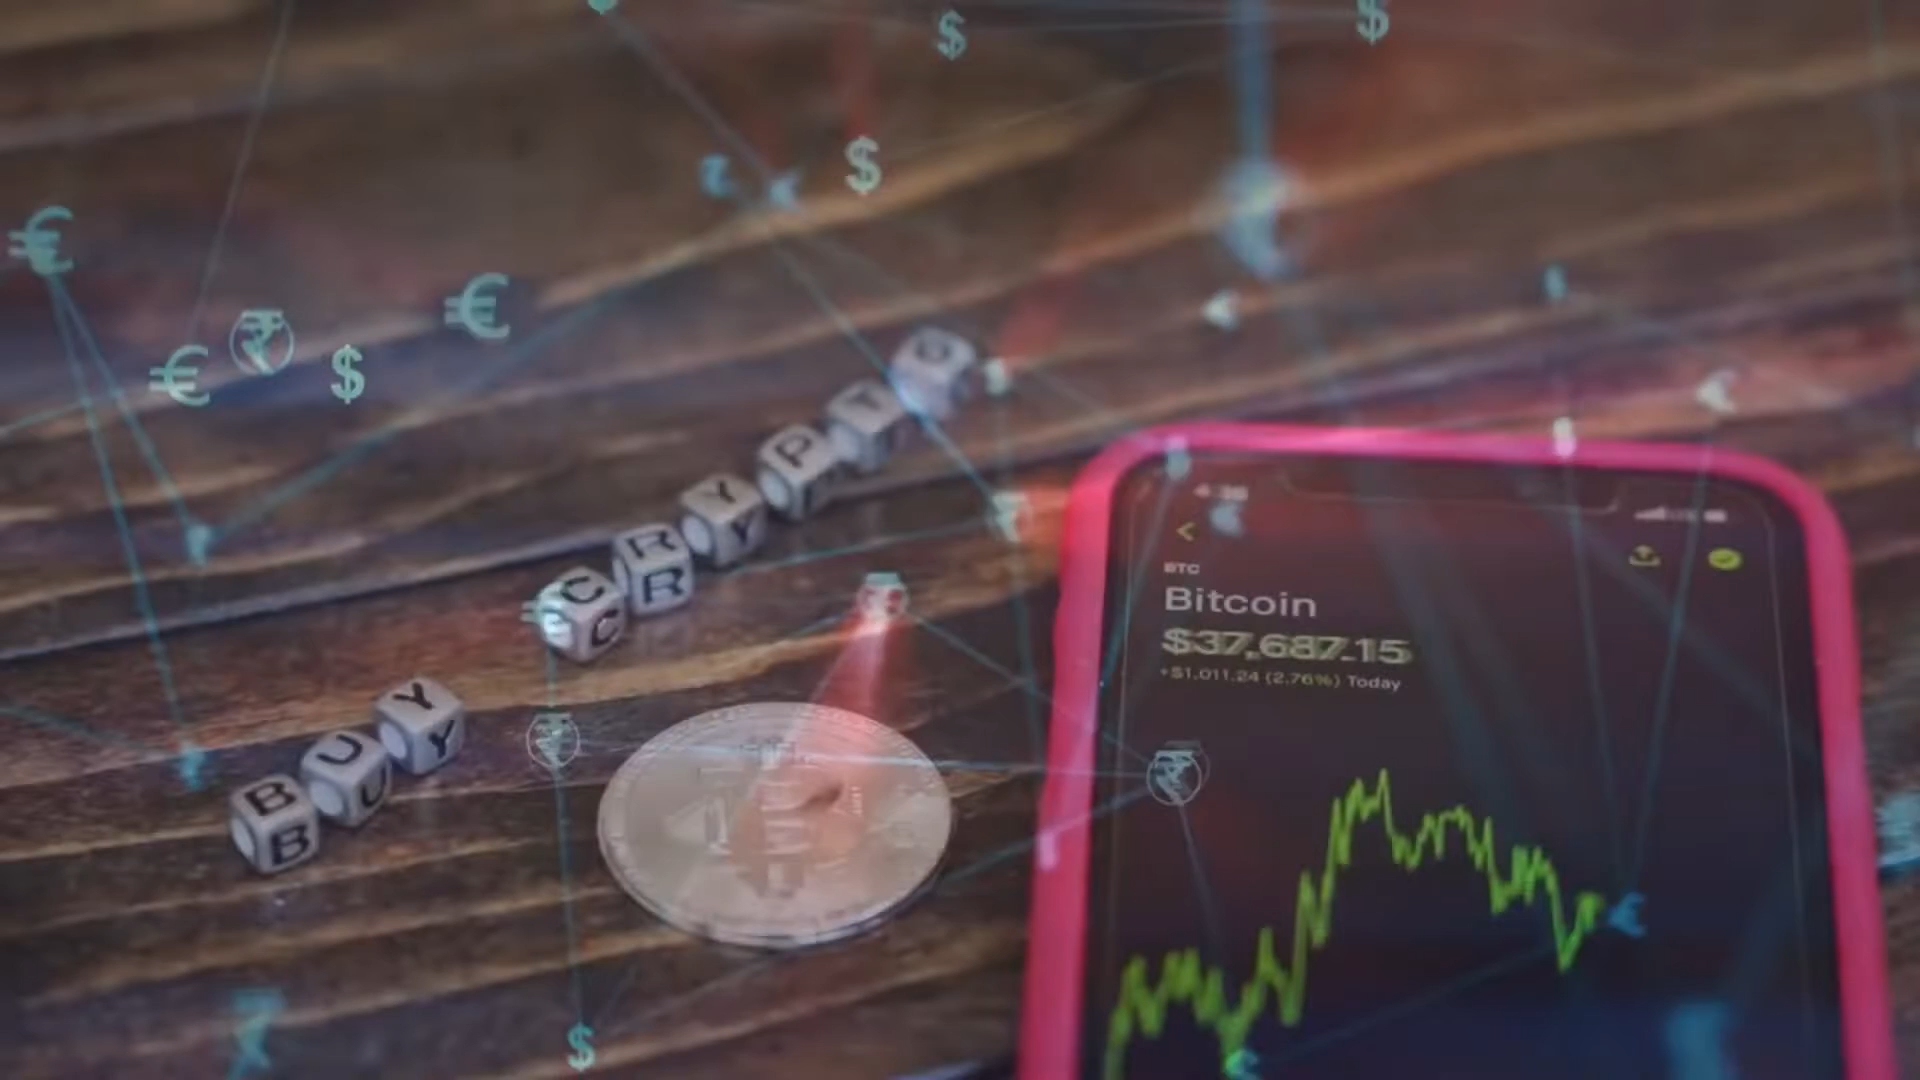 BUY
CRYPTO
BTC
Bitcoin
$37,687.15
+$1,011.24 (2.76%) Today